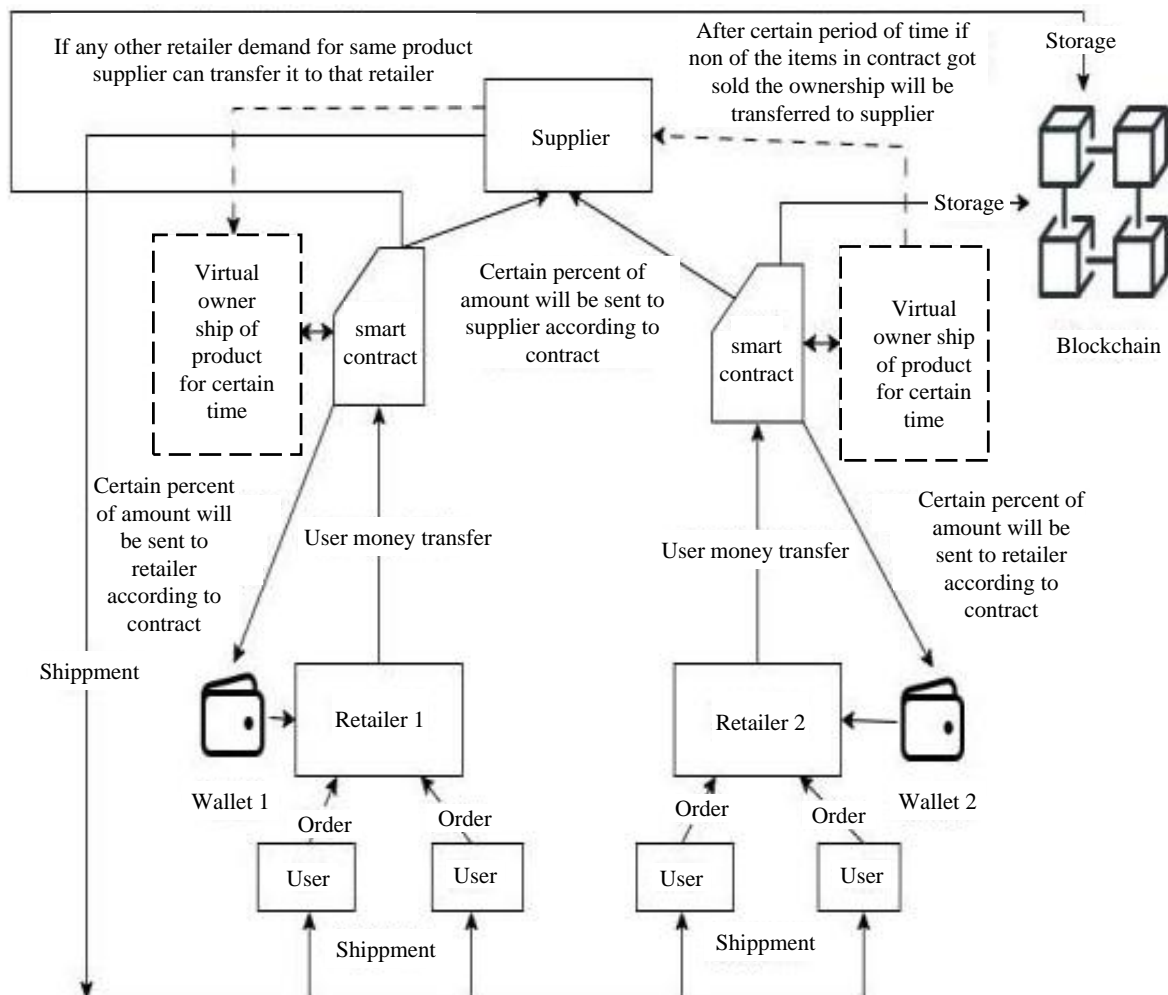 If any other retailer demand for same product
supplier can transfer it to that retailer
After certain period of time if
non of the items in contract got
sold the ownership will be
transferred to supplier
Storage
Supplier
Storage
Virtual
owner
ship of
product
for certain
time
smart
contract
Certain percent of
amount will be sent to
supplier according to
contract
smart
contract
Virtual
owner ship
of product
for certain
time
Blockchain
Certain percent
of amount will
be sent to
retailer
according to
contract
User money transfer
User money transfer
Certain percent of
amount will be
sent to retailer
according to
contract
Shippment
Retailer 1
Retailer 2
Wallet 1
Wallet 2
Order
Order
Order
Order
User
User
User
User
Shippment
Shippment